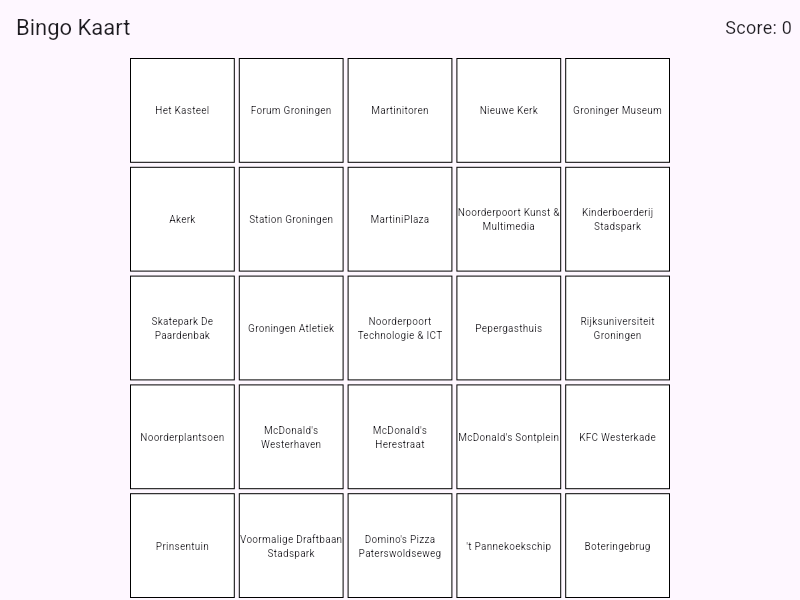 Bingo Kaart
Score: 0
Het Kasteel
Forum Groningen
Martinitoren
Nieuwe Kerk
Groninger Museum
Akerk
Station Groningen
MartiniPlaza
Noorderpoort Kunst &
Multimedia
Kinderboerderij
Stadspark
Skatepark De
Paardenbak
Groningen Atletiek
Noorderpoort
Technologie & ICT
Pepergasthuis
Rijksuniversiteit
Groningen
Noorderplantsoen
McDonald's
Westerhaven
McDonald's
Herestraat
McDonald's Sontplein
KFC Westerkade
Prinsentuin
Voormalige Draftbaan
Stadspark
Domino's Pizza
Paterswoldseweg
't Pannekoekschip
Boteringebrug